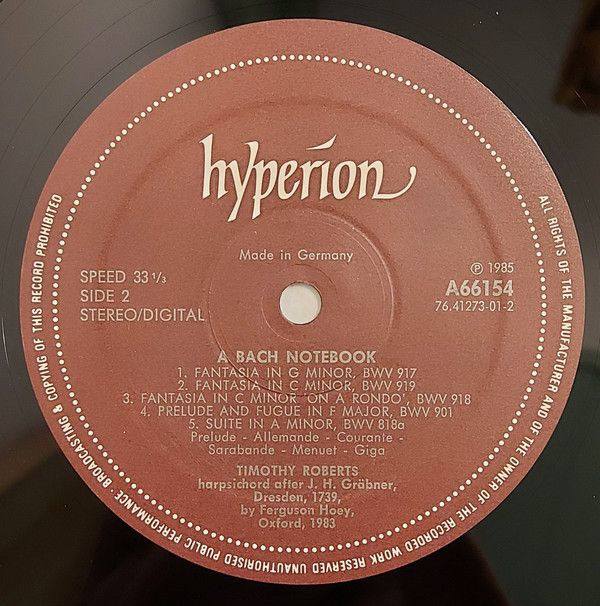 hyperion
Made in Germany
SPEED 33 1/3
SIDE 2
STEREO/DIGITAL
℗ 1985
A66154
76.41273-01-2
A BACH NOTEBOOK
1. FANTASIA IN G MINOR, BWV 917
2. FANTASIA IN C MINOR, BWV 919
3. FANTASIA IN C MINOR 'ON A RONDO', BWV 918
4. PRELUDE AND FUGUE IN F MAJOR, BWV 901
5. SUITE IN A MINOR, BWV 818a
Prelude - Allemande - Courante -
Sarabande - Menuet - Giga
TIMOTHY ROBERTS
harpsichord after J. H. Gräbner,
Dresden, 1739,
by Ferguson Hoey,
Oxford, 1983
ALL RIGHTS OF THE MANUFACTURER AND OF THE OWNER OF THE RECORDED WORK RESERVED UNAUTHORISED PUBLIC PERFORMANCE · BROADCASTING & COPYING OF THIS RECORD PROHIBITED